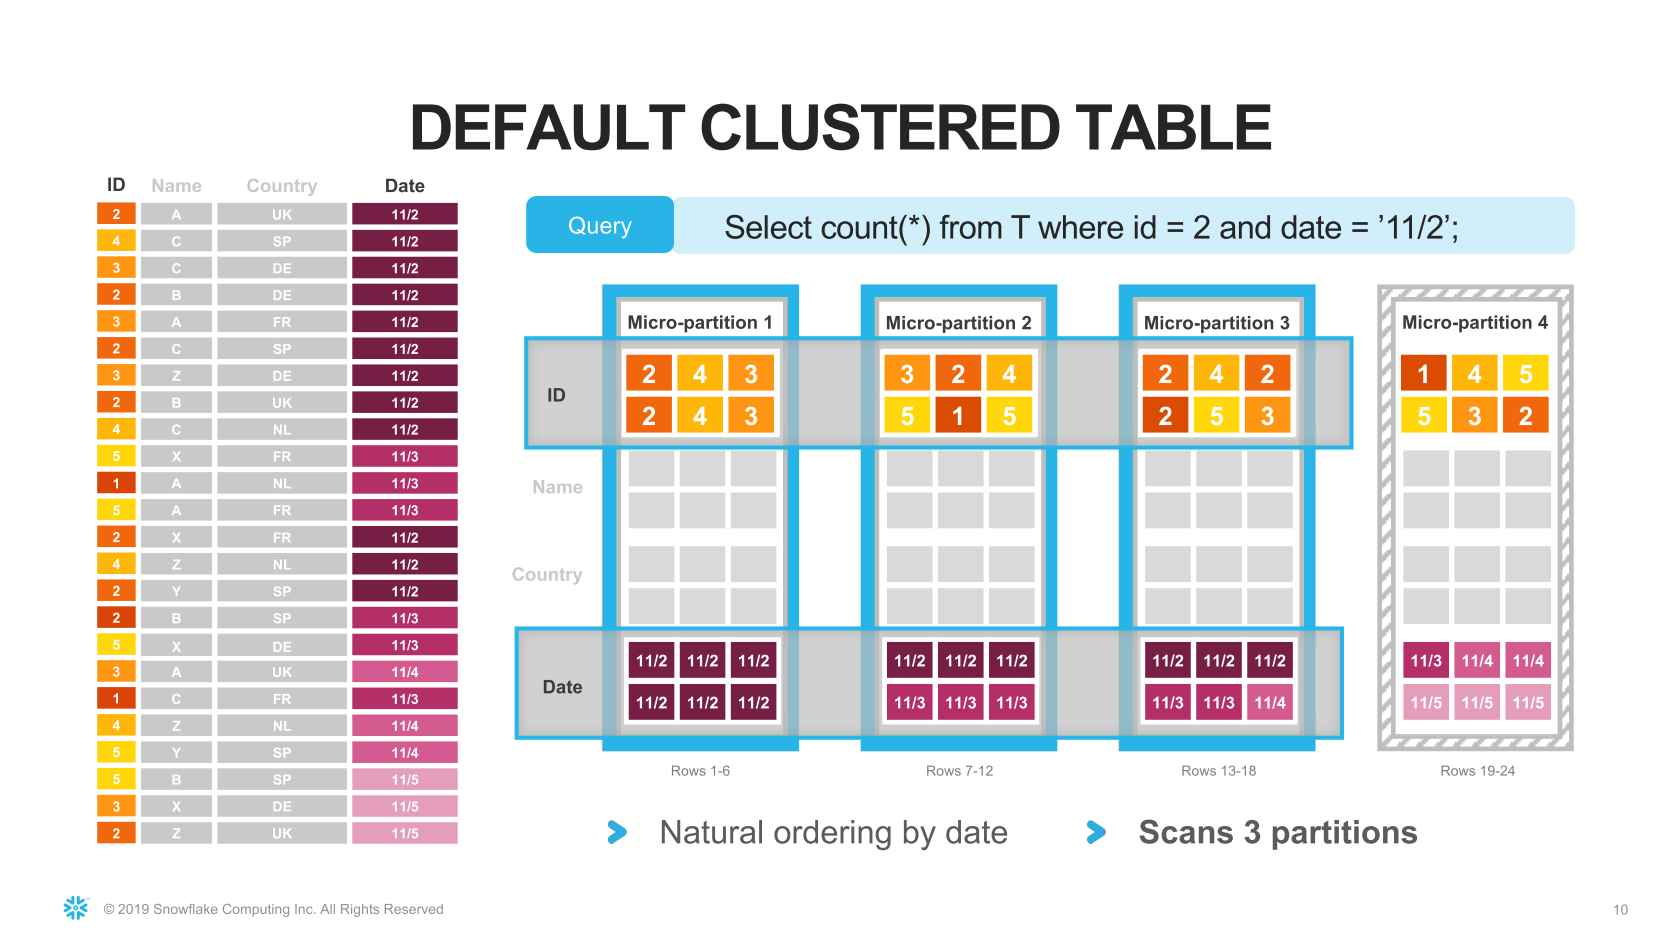 DEFAULT CLUSTERED TABLE
ID Name Country Date
2 A UK 11/2
4 C SP 11/2
3 C DE 11/2
2 B DE 11/2
3 A FR 11/2
2 C SP 11/2
3 Z DE 11/2
2 B UK 11/2
4 C NL 11/2
5 X FR 11/3
1 A NL 11/3
5 A FR 11/3
2 X FR 11/2
4 Z NL 11/2
2 Y SP 11/2
2 B SP 11/3
5 X DE 11/3
3 A UK 11/4
1 C FR 11/3
4 Z NL 11/4
5 Y SP 11/4
5 B SP 11/5
3 X DE 11/5
2 Z UK 11/5
Query Select count(*) from T where id = 2 and date = ’11/2’;
Micro-partition 1 Micro-partition 2 Micro-partition 3 Micro-partition 4
ID
2 4 3 3 2 4 2 4 2 1 4 5
2 4 3 5 1 5 2 5 3 5 3 2
Name
Country
Date
11/2 11/2 11/2 11/2 11/2 11/2 11/2 11/2 11/2 11/3 11/4 11/4
11/2 11/2 11/2 11/3 11/3 11/3 11/3 11/3 11/4 11/5 11/5 11/5
Rows 1-6 Rows 7-12 Rows 13-18 Rows 19-24
Natural ordering by date Scans 3 partitions
© 2019 Snowflake Computing Inc. All Rights Reserved 10